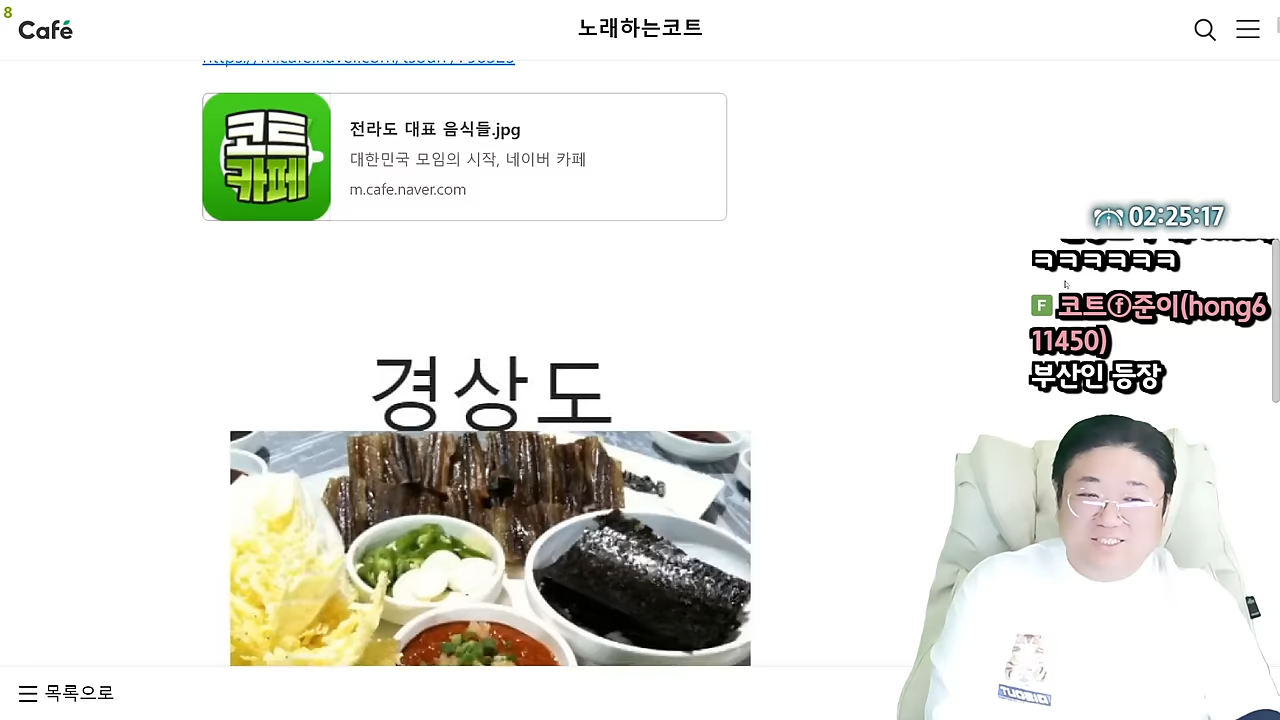 8
Café
노래하는코트
코트
카페
전라도 대표 음식들.jpg
대한민국 모임의 시작, 네이버 카페
m.cafe.naver.com
02:25:17
ㅋㅋㅋㅋㅋㅋ
F 코트ⓕ준이(hong6
11450)
부산인 등장
경상도
목록으로